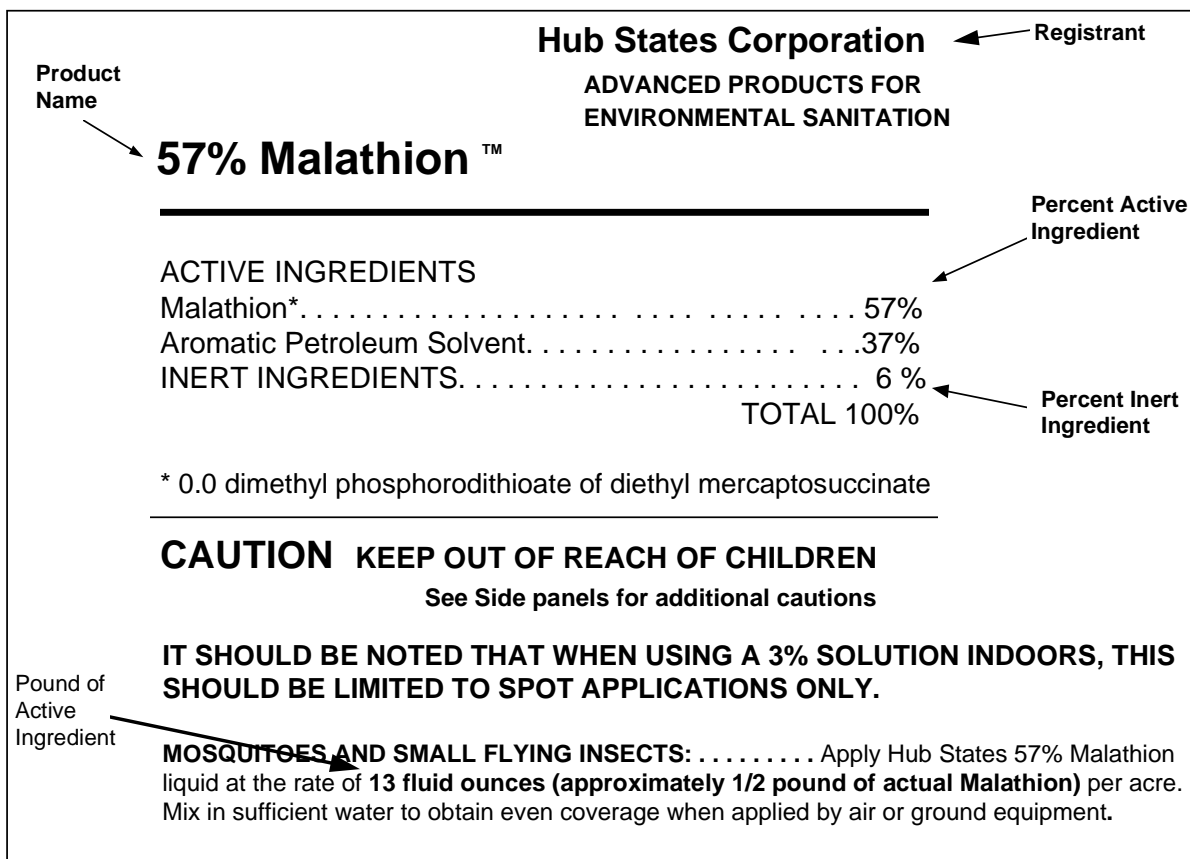 Hub States Corporation
Registrant
ADVANCED PRODUCTS FOR
ENVIRONMENTAL SANITATION
Product
Name
57% Malathion ™
Percent Active
Ingredient
ACTIVE INGREDIENTS
Malathion*. . . . . . . . . . . . . . . . . . . . . . . . . . . . . . . . . 57%
Aromatic Petroleum Solvent. . . . . . . . . . . . . . . . . . . .37%
INERT INGREDIENTS. . . . . . . . . . . . . . . . . . . . . . . . . 6 %
TOTAL 100%
Percent Inert
Ingredient
* 0.0 dimethyl phosphorodithioate of diethyl mercaptosuccinate
CAUTION KEEP OUT OF REACH OF CHILDREN
See Side panels for additional cautions
IT SHOULD BE NOTED THAT WHEN USING A 3% SOLUTION INDOORS, THIS
SHOULD BE LIMITED TO SPOT APPLICATIONS ONLY.
Pound of
Active
Ingredient
MOSQUITOES AND SMALL FLYING INSECTS: . . . . . . . . . Apply Hub States 57% Malathion
liquid at the rate of 13 fluid ounces (approximately 1/2 pound of actual Malathion) per acre.
Mix in sufficient water to obtain even coverage when applied by air or ground equipment.